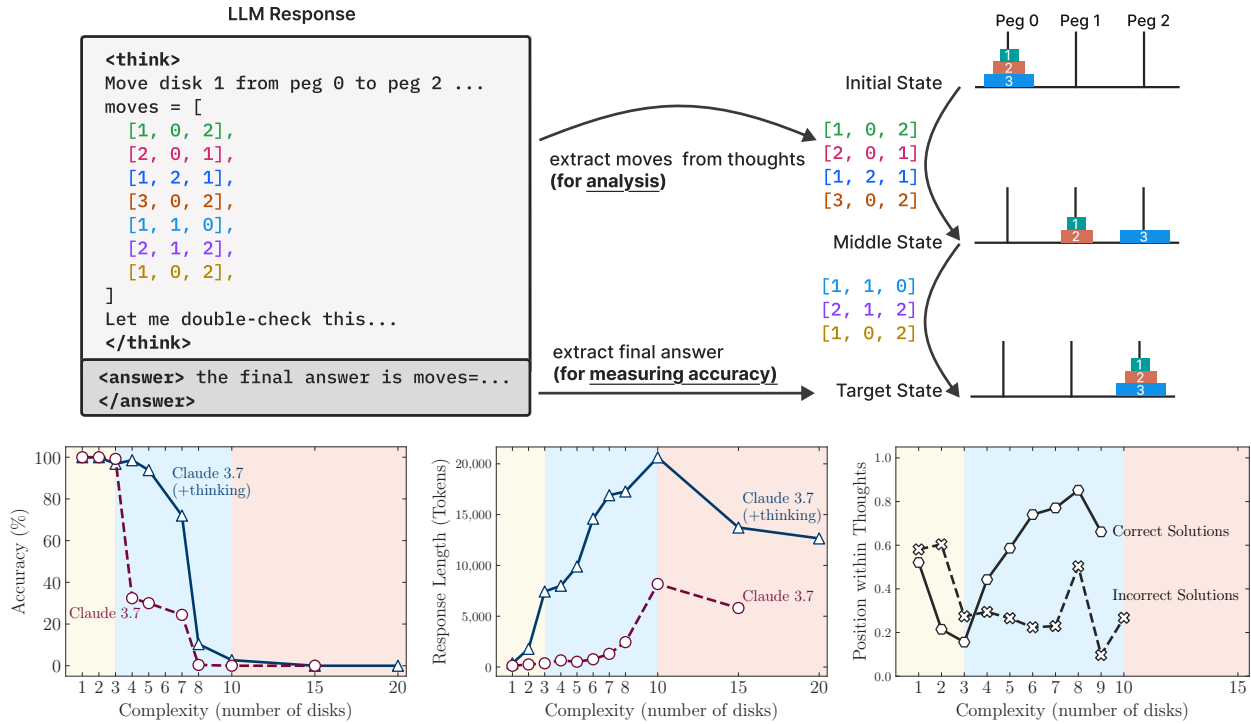 LLM Response
<think>
Move disk 1 from peg 0 to peg 2 ...
moves = [
[1, 0, 2],
[2, 0, 1],
[1, 2, 1],
[3, 0, 2],
[1, 1, 0],
[2, 1, 2],
[1, 0, 2],
]
Let me double-check this...
</think>
<answer> the final answer is moves=...
</answer>
extract moves from thoughts
(for analysis)
extract final answer
(for measuring accuracy)
Peg 0 Peg 1 Peg 2
1
2
3
Initial State
[1, 0, 2]
[2, 0, 1]
[1, 2, 1]
[3, 0, 2]
1
2 3
Middle State
[1, 1, 0]
[2, 1, 2]
[1, 0, 2]
1
2
3
Target State
Accuracy (%)
100
80
60
40
20
0
Claude 3.7
(+thinking)
Claude 3.7
1 2 3 4 5 6 7 8 10 15 20
Complexity (number of disks)
Response Length (Tokens)
20,000
15,000
10.000
5,000
0
Claude 3.7
(+thinking)
Claude 3.7
1 2 3 4 5 6 7 8 10 15 20
Complexity (number of disks)
Position within Thoughts
1.0
0.8
0.6
0.4
0.2
0.0
Correct Solutions
Incorrect Solutions
1 2 3 4 5 6 7 8 9 10 15
Complexity (number of disks)